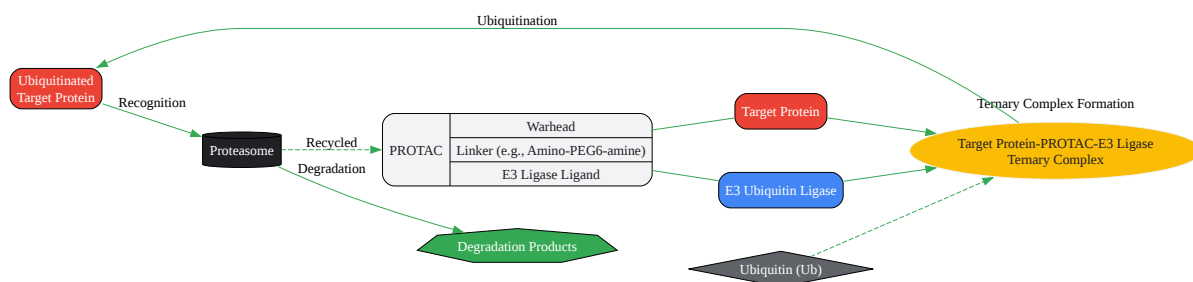 Ubiquitination
Ubiquitinated
Target Protein
Recognition
Proteasome
Recycled
Degradation
PROTAC
Warhead
Linker (e.g., Amino-PEG6-amine)
E3 Ligase Ligand
Target Protein
E3 Ubiquitin Ligase
Ternary Complex Formation
Target Protein-PROTAC-E3 Ligase
Ternary Complex
Degradation Products
Ubiquitin (Ub)